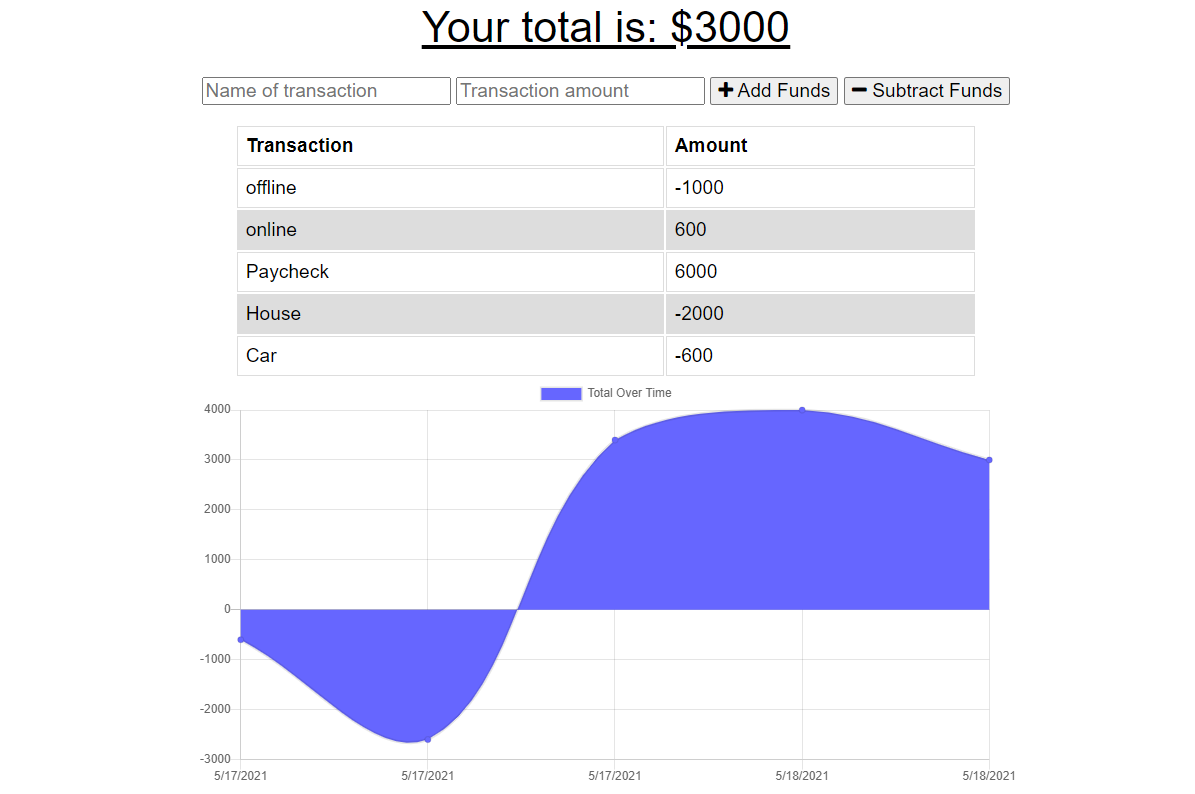 Your total is: $3000
Name of transaction Transaction amount + Add Funds − Subtract Funds
Transaction Amount
offline -1000
online 600
Paycheck 6000
House -2000
Car -600
Total Over Time
4000
3000
2000
1000
0
-1000
-2000
-3000
5/17/2021 5/17/2021 5/17/2021 5/18/2021 5/18/2021